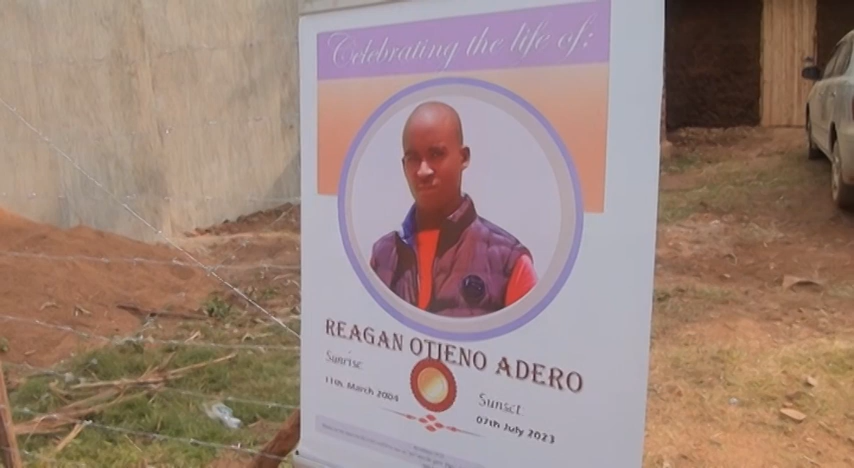 Celebrating the life of:
REAGAN OTIENO ADERO
Sunrise
11th March 2004
Sunset
07th July 2023